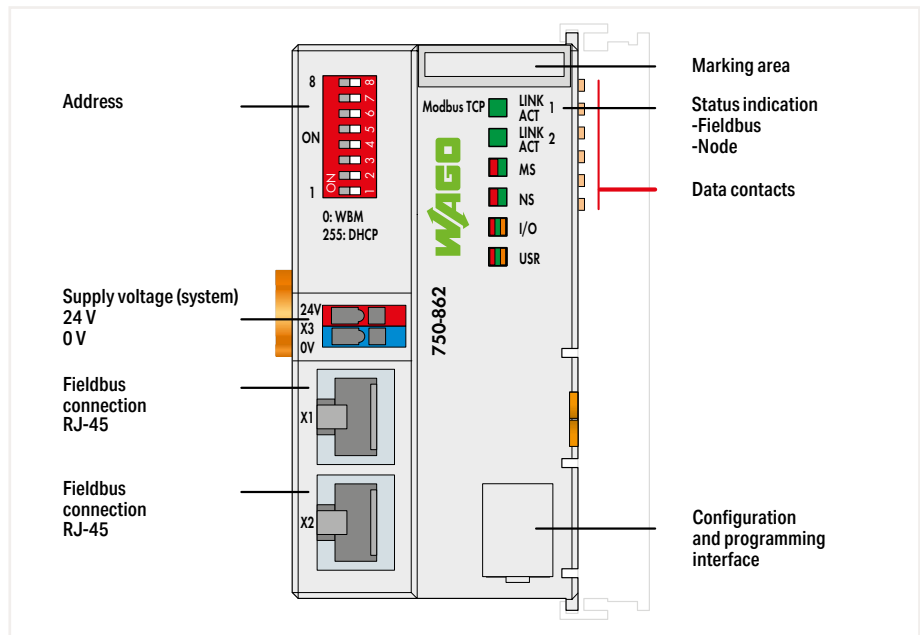 Address
Supply voltage (system)
24 V
0 V
Fieldbus
connection
RJ-45
Fieldbus
connection
RJ-45
8
ON
1
8
7
6
5
4
3
2
1
ON
0: WBM
255: DHCP
24V
X3
0V
X1
X2
Modbus TCP
LINK
ACT 1
LINK
ACT 2
MS
NS
I/O
USR
WAGO
750-862
Marking area
Status indication
-Fieldbus
-Node
Data contacts
Configuration
and programming
interface